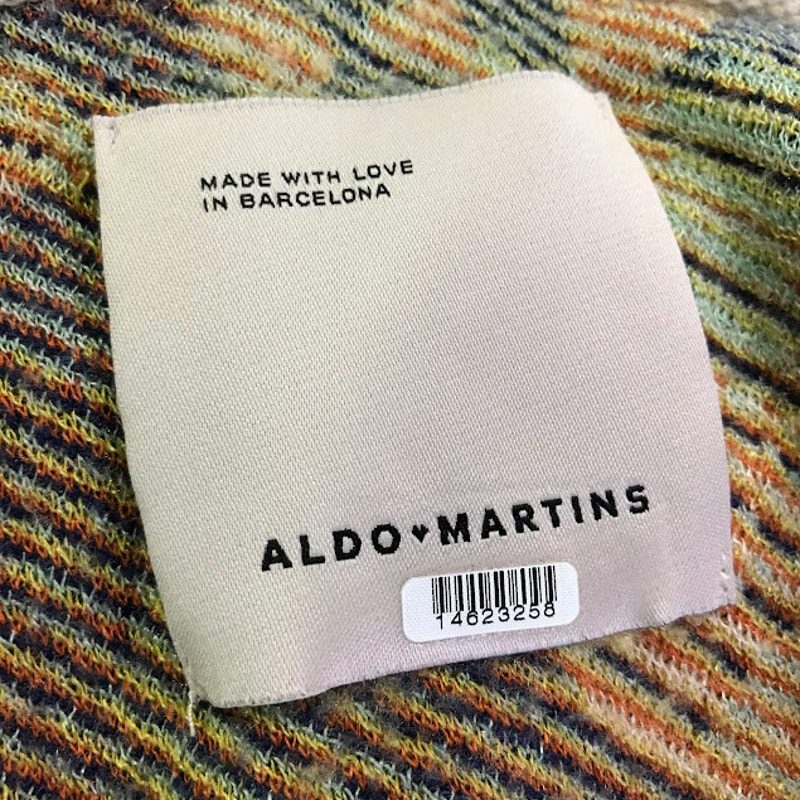 MADE WITH LOVE
IN BARCELONA
ALDO♥MARTINS
14623258